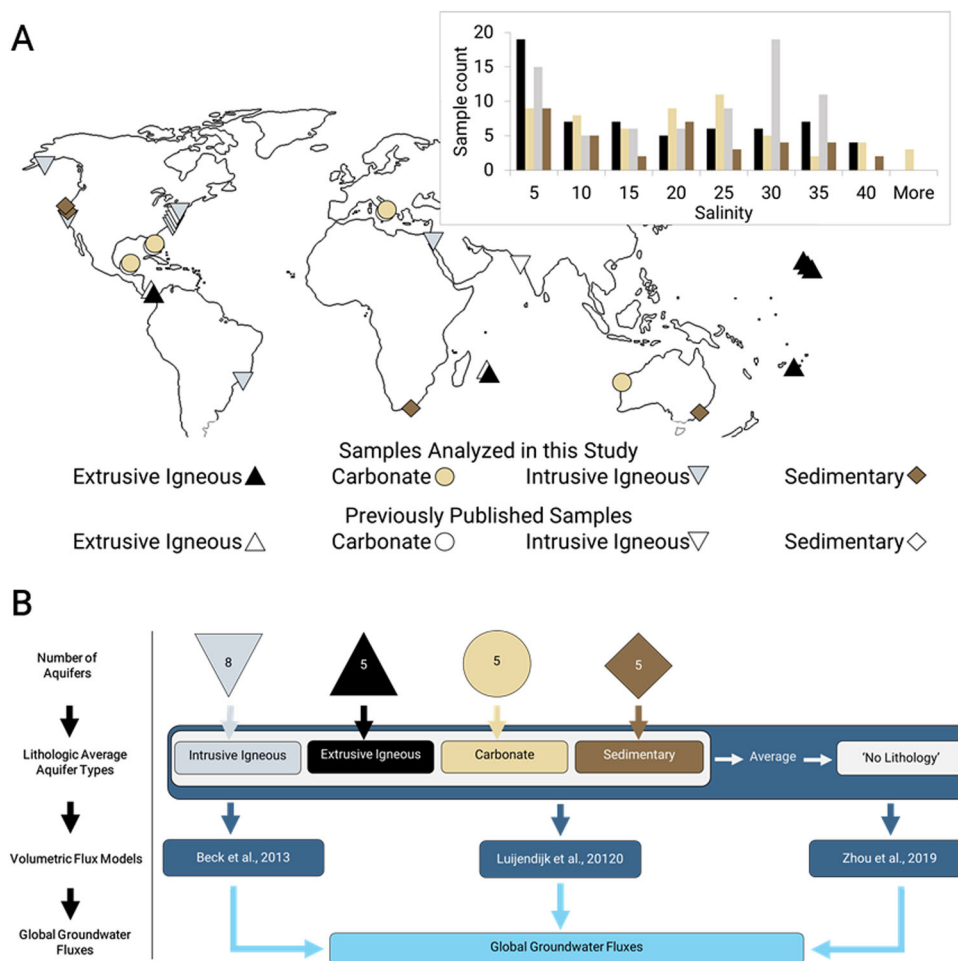 A
Sample count
20
15
10
5
0
5 10 15 20 25 30 35 40 More
Salinity
Samples Analyzed in this Study
Extrusive Igneous Carbonate Intrusive Igneous Sedimentary
Previously Published Samples
Extrusive Igneous Carbonate Intrusive Igneous Sedimentary
B
Number of
Aquifers
8 5 5 5
Lithologic Average
Aquifer Types
Intrusive Igneous Extrusive Igneous Carbonate Sedimentary Average 'No Lithology'
Volumetric Flux Models
Beck et al., 2013 Luijendijk et al., 20120 Zhou et al., 2019
Global Groundwater
Fluxes
Global Groundwater Fluxes